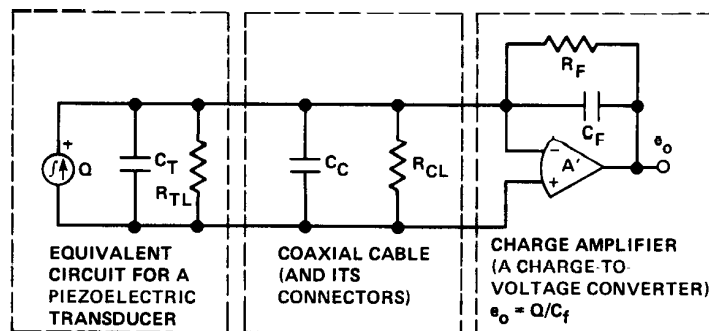 +
Q
C_T
R_TL
C_C
R_CL
R_F
C_F
−
A'
+
e_o
EQUIVALENT
CIRCUIT FOR A
PIEZOELECTRIC
TRANSDUCER
COAXIAL CABLE
(AND ITS
CONNECTORS)
CHARGE AMPLIFIER
(A CHARGE-TO-
VOLTAGE CONVERTER)
e_o = Q/C_f